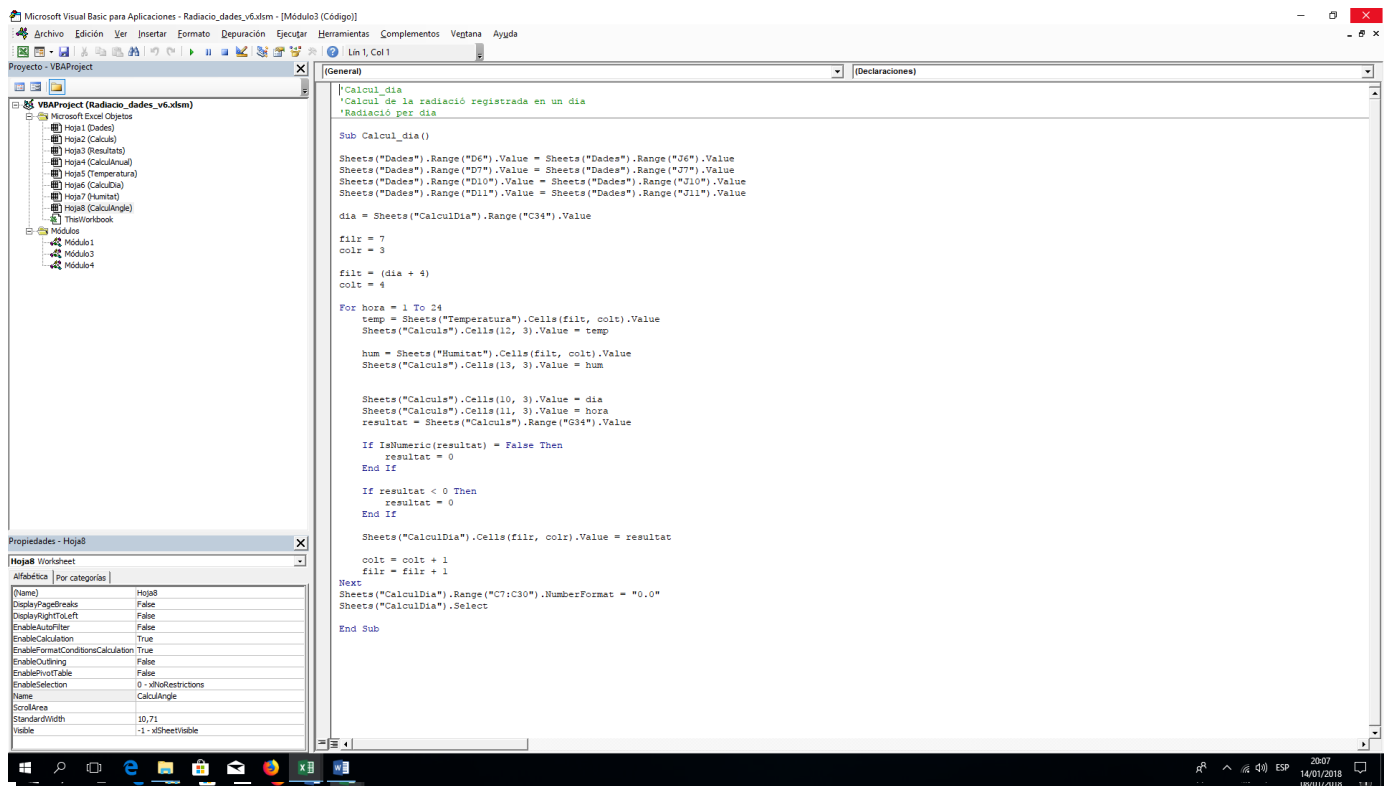 Microsoft Visual Basic para Aplicaciones - Radiacio_dades_v6.xlsm - [Módulo3 (Código)]
Archivo Edición Ver Insertar Formato Depuración Ejecutar Herramientas Complementos Ventana Ayuda
Lín 1, Col 1
Proyecto - VBAProject
VBAProject (Radiacio_dades_v6.xlsm)
Microsoft Excel Objetos
Hoja1 (Dades)
Hoja2 (Calculs)
Hoja3 (Resultats)
Hoja4 (CalculAnual)
Hoja5 (Temperatura)
Hoja6 (CalculDia)
Hoja7 (Humitat)
Hoja8 (CalculAngle)
ThisWorkbook
Módulos
Módulo1
Módulo3
Módulo4
Propiedades - Hoja8
Hoja8 Worksheet
Alfabética Por categorías
(Name) Hoja8
DisplayPageBreaks False
DisplayRightToLeft False
EnableAutoFilter False
EnableCalculation True
EnableFormatConditionsCalculation True
EnableOutlining False
EnablePivotTable False
EnableSelection 0 - xlNoRestrictions
Name CalculAngle
ScrollArea
StandardWidth 10,71
Visible -1 - xlSheetVisible
(General) (Declaraciones)
'Calcul_dia
'Calcul de la radiació registrada en un dia
'Radiació per dia
Sub Calcul_dia()
Sheets("Dades").Range("D6").Value = Sheets("Dades").Range("J6").Value
Sheets("Dades").Range("D7").Value = Sheets("Dades").Range("J7").Value
Sheets("Dades").Range("D10").Value = Sheets("Dades").Range("J10").Value
Sheets("Dades").Range("D11").Value = Sheets("Dades").Range("J11").Value
dia = Sheets("CalculDia").Range("C34").Value
filr = 7
colr = 3
filt = (dia + 4)
colt = 4
For hora = 1 To 24
temp = Sheets("Temperatura").Cells(filt, colt).Value
Sheets("Calculs").Cells(12, 3).Value = temp
hum = Sheets("Humitat").Cells(filt, colt).Value
Sheets("Calculs").Cells(13, 3).Value = hum
Sheets("Calculs").Cells(10, 3).Value = dia
Sheets("Calculs").Cells(11, 3).Value = hora
resultat = Sheets("Calculs").Range("G34").Value
If IsNumeric(resultat) = False Then
resultat = 0
End If
If resultat < 0 Then
resultat = 0
End If
Sheets("CalculDia").Cells(filr, colr).Value = resultat
colt = colt + 1
filr = filr + 1
Next
Sheets("CalculDia").Range("C7:C30").NumberFormat = "0.0"
Sheets("CalculDia").Select
End Sub
ESP
20:07
14/01/2018